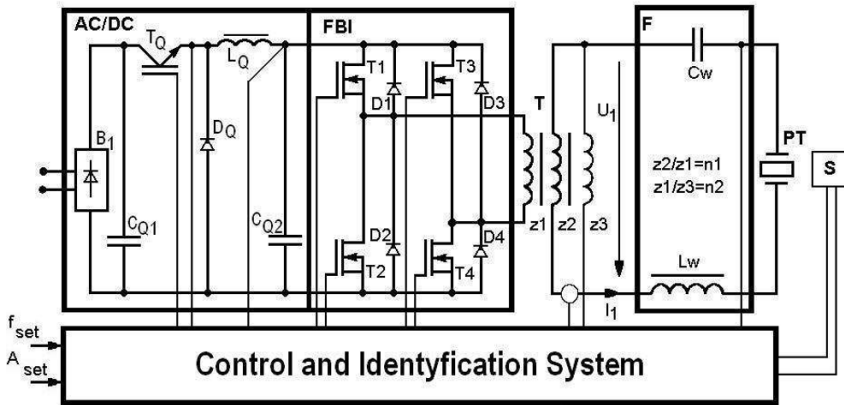 AC/DC
FBI
F
T_Q
L_Q
T1
T3
D1
D3
T
C_w
U_1
B_1
D_Q
PT
S
z2/z1=n1
z1/z3=n2
C_Q1
C_Q2
D2
D4
z1
z2
z3
T2
T4
Lw
I_1
f_set
A_set
Control and Identyfication System